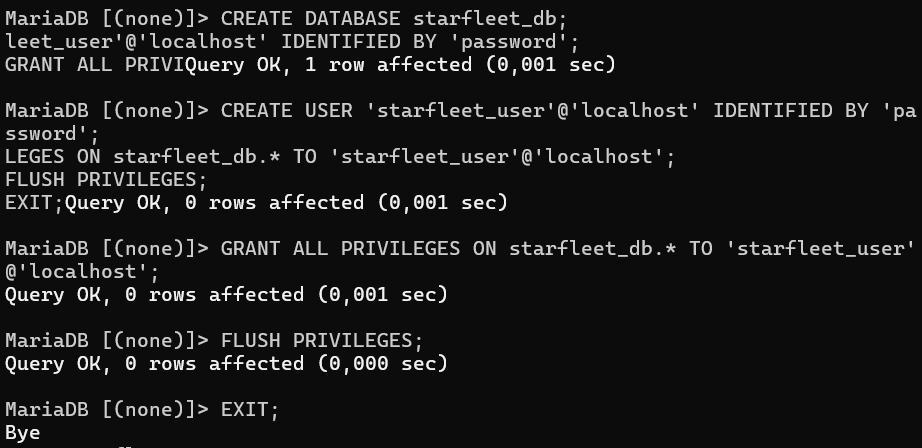 MariaDB [(none)]> CREATE DATABASE starfleet_db;
leet_user'@'localhost' IDENTIFIED BY 'password';
GRANT ALL PRIVIQuery OK, 1 row affected (0,001 sec)
MariaDB [(none)]> CREATE USER 'starfleet_user'@'localhost' IDENTIFIED BY 'pa
ssword';
LEGES ON starfleet_db.* TO 'starfleet_user'@'localhost';
FLUSH PRIVILEGES;
EXIT;Query OK, 0 rows affected (0,001 sec)
MariaDB [(none)]> GRANT ALL PRIVILEGES ON starfleet_db.* TO 'starfleet_user'
@'localhost';
Query OK, 0 rows affected (0,001 sec)
MariaDB [(none)]> FLUSH PRIVILEGES;
Query OK, 0 rows affected (0,000 sec)
MariaDB [(none)]> EXIT;
Bye